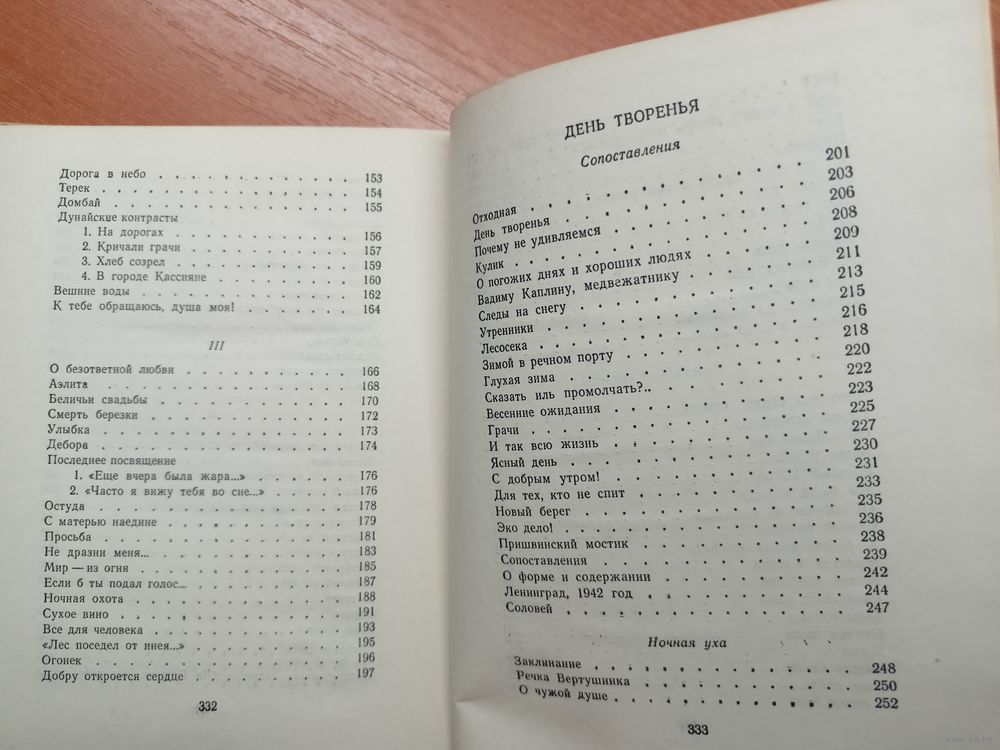 Дорога в небо . . . . . . . . . . . 153
Терек . . . . . . . . . . . . . . 154
Домбай . . . . . . . . . . . . . 155
Дунайские контрасты
1. На дорогах . . . . . . . . . . 156
2. Кричали грачи . . . . . . . . . 157
3. Хлеб созрел . . . . . . . . . . 159
4. В городе Кассияне . . . . . . . 160
Вешние воды . . . . . . . . . . . 162
К тебе обращаюсь, душа моя! . . . . . 164
III
О безответной любви . . . . . . . . 166
Аэлита . . . . . . . . . . . . . 168
Беличьи свадьбы . . . . . . . . . . 170
Смерть березки . . . . . . . . . . 172
Улыбка . . . . . . . . . . . . . 173
Дебора . . . . . . . . . . . . . 174
Последнее посвящение
1. «Еще вчера была жара...» . . . . . 176
2. «Часто я вижу тебя во сне...» . . . 176
Остуда . . . . . . . . . . . . . 178
С матерью наедине . . . . . . . . . 179
Просьба . . . . . . . . . . . . . 181
Не дразни меня... . . . . . . . . . 183
Мир — из огня . . . . . . . . . . 185
Если б ты подал голос... . . . . . . 187
Ночная охота . . . . . . . . . . . 188
Сухое вино . . . . . . . . . . . . 191
Все для человека . . . . . . . . . . 193
«Лес поседел от инея...» . . . . . . 195
Огонек . . . . . . . . . . . . . 196
Добру откроется сердце . . . . . . . 197
332
ДЕНЬ ТВОРЕНЬЯ
Сопоставления
Отходная . . . . . . . . . . . . 201
День творенья . . . . . . . . . . 203
Почему не удивляемся . . . . . . . . 206
Кулик . . . . . . . . . . . . . 208
О погожих днях и хороших людях . . . . 209
Вадиму Каплину, медвежатнику . . . . . 211
Следы на снегу . . . . . . . . . . 213
Утренники . . . . . . . . . . . . 215
Лесосека . . . . . . . . . . . . 216
Зимой в речном порту . . . . . . . . 218
Глухая зима . . . . . . . . . . . 220
Сказать иль промолчать?.. . . . . . . 222
Весенние ожидания . . . . . . . . . 223
Грачи . . . . . . . . . . . . . 225
И так всю жизнь . . . . . . . . . . 227
Ясный день . . . . . . . . . . . 230
С добрым утром! . . . . . . . . . . 231
Для тех, кто не спит . . . . . . . . 233
Новый берег . . . . . . . . . . . 235
Эко дело! . . . . . . . . . . . . 236
Пришвинский мостик . . . . . . . . . 238
Сопоставления . . . . . . . . . . 239
О форме и содержании . . . . . . . . 242
Ленинград, 1942 год . . . . . . . . 244
Соловей . . . . . . . . . . . . 247
Ночная уха
Заклинание . . . . . . . . . . . 248
Речка Вертушинка . . . . . . . . . 250
О чужой душе . . . . . . . . . . . 252
333
www.ay.by